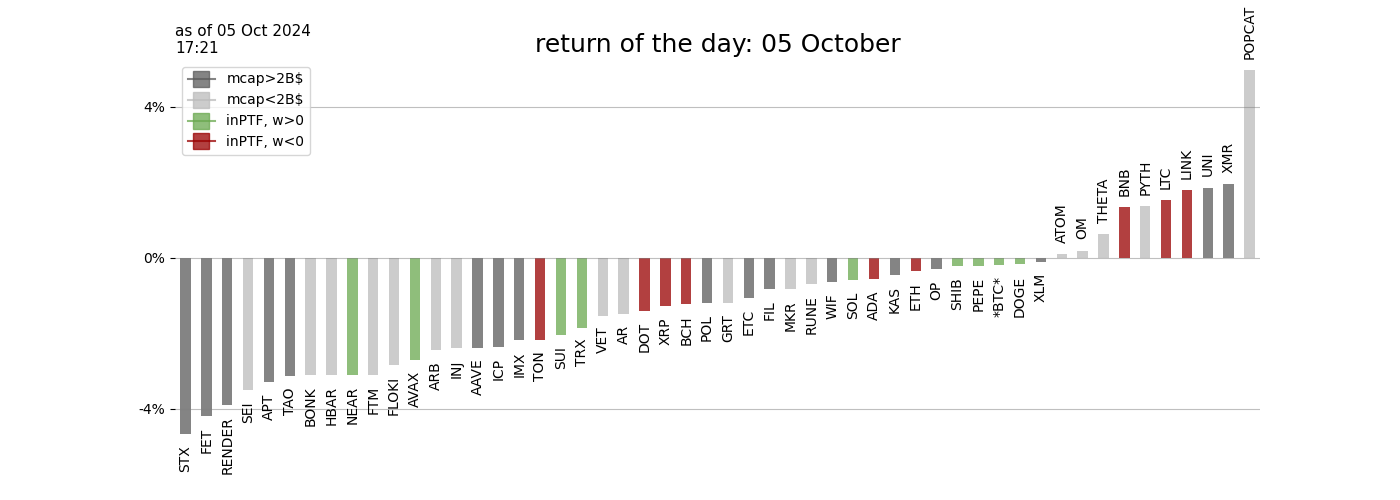 as of 05 Oct 2024
17:21
return of the day: 05 October
mcap>2B$
mcap<2B$
inPTF, w>0
inPTF, w<0
4%
0%
-4%
STX
FET
RENDER
SEI
APT
TAO
BONK
HBAR
NEAR
FTM
FLOKI
AVAX
ARB
INJ
AAVE
ICP
IMX
TON
SUI
TRX
VET
AR
DOT
XRP
BCH
POL
GRT
ETC
FIL
MKR
RUNE
WIF
SOL
ADA
KAS
ETH
OP
SHIB
PEPE
*BTC*
DOGE
XLM
ATOM
OM
THETA
BNB
PYTH
LTC
LINK
UNI
XMR
POPCAT